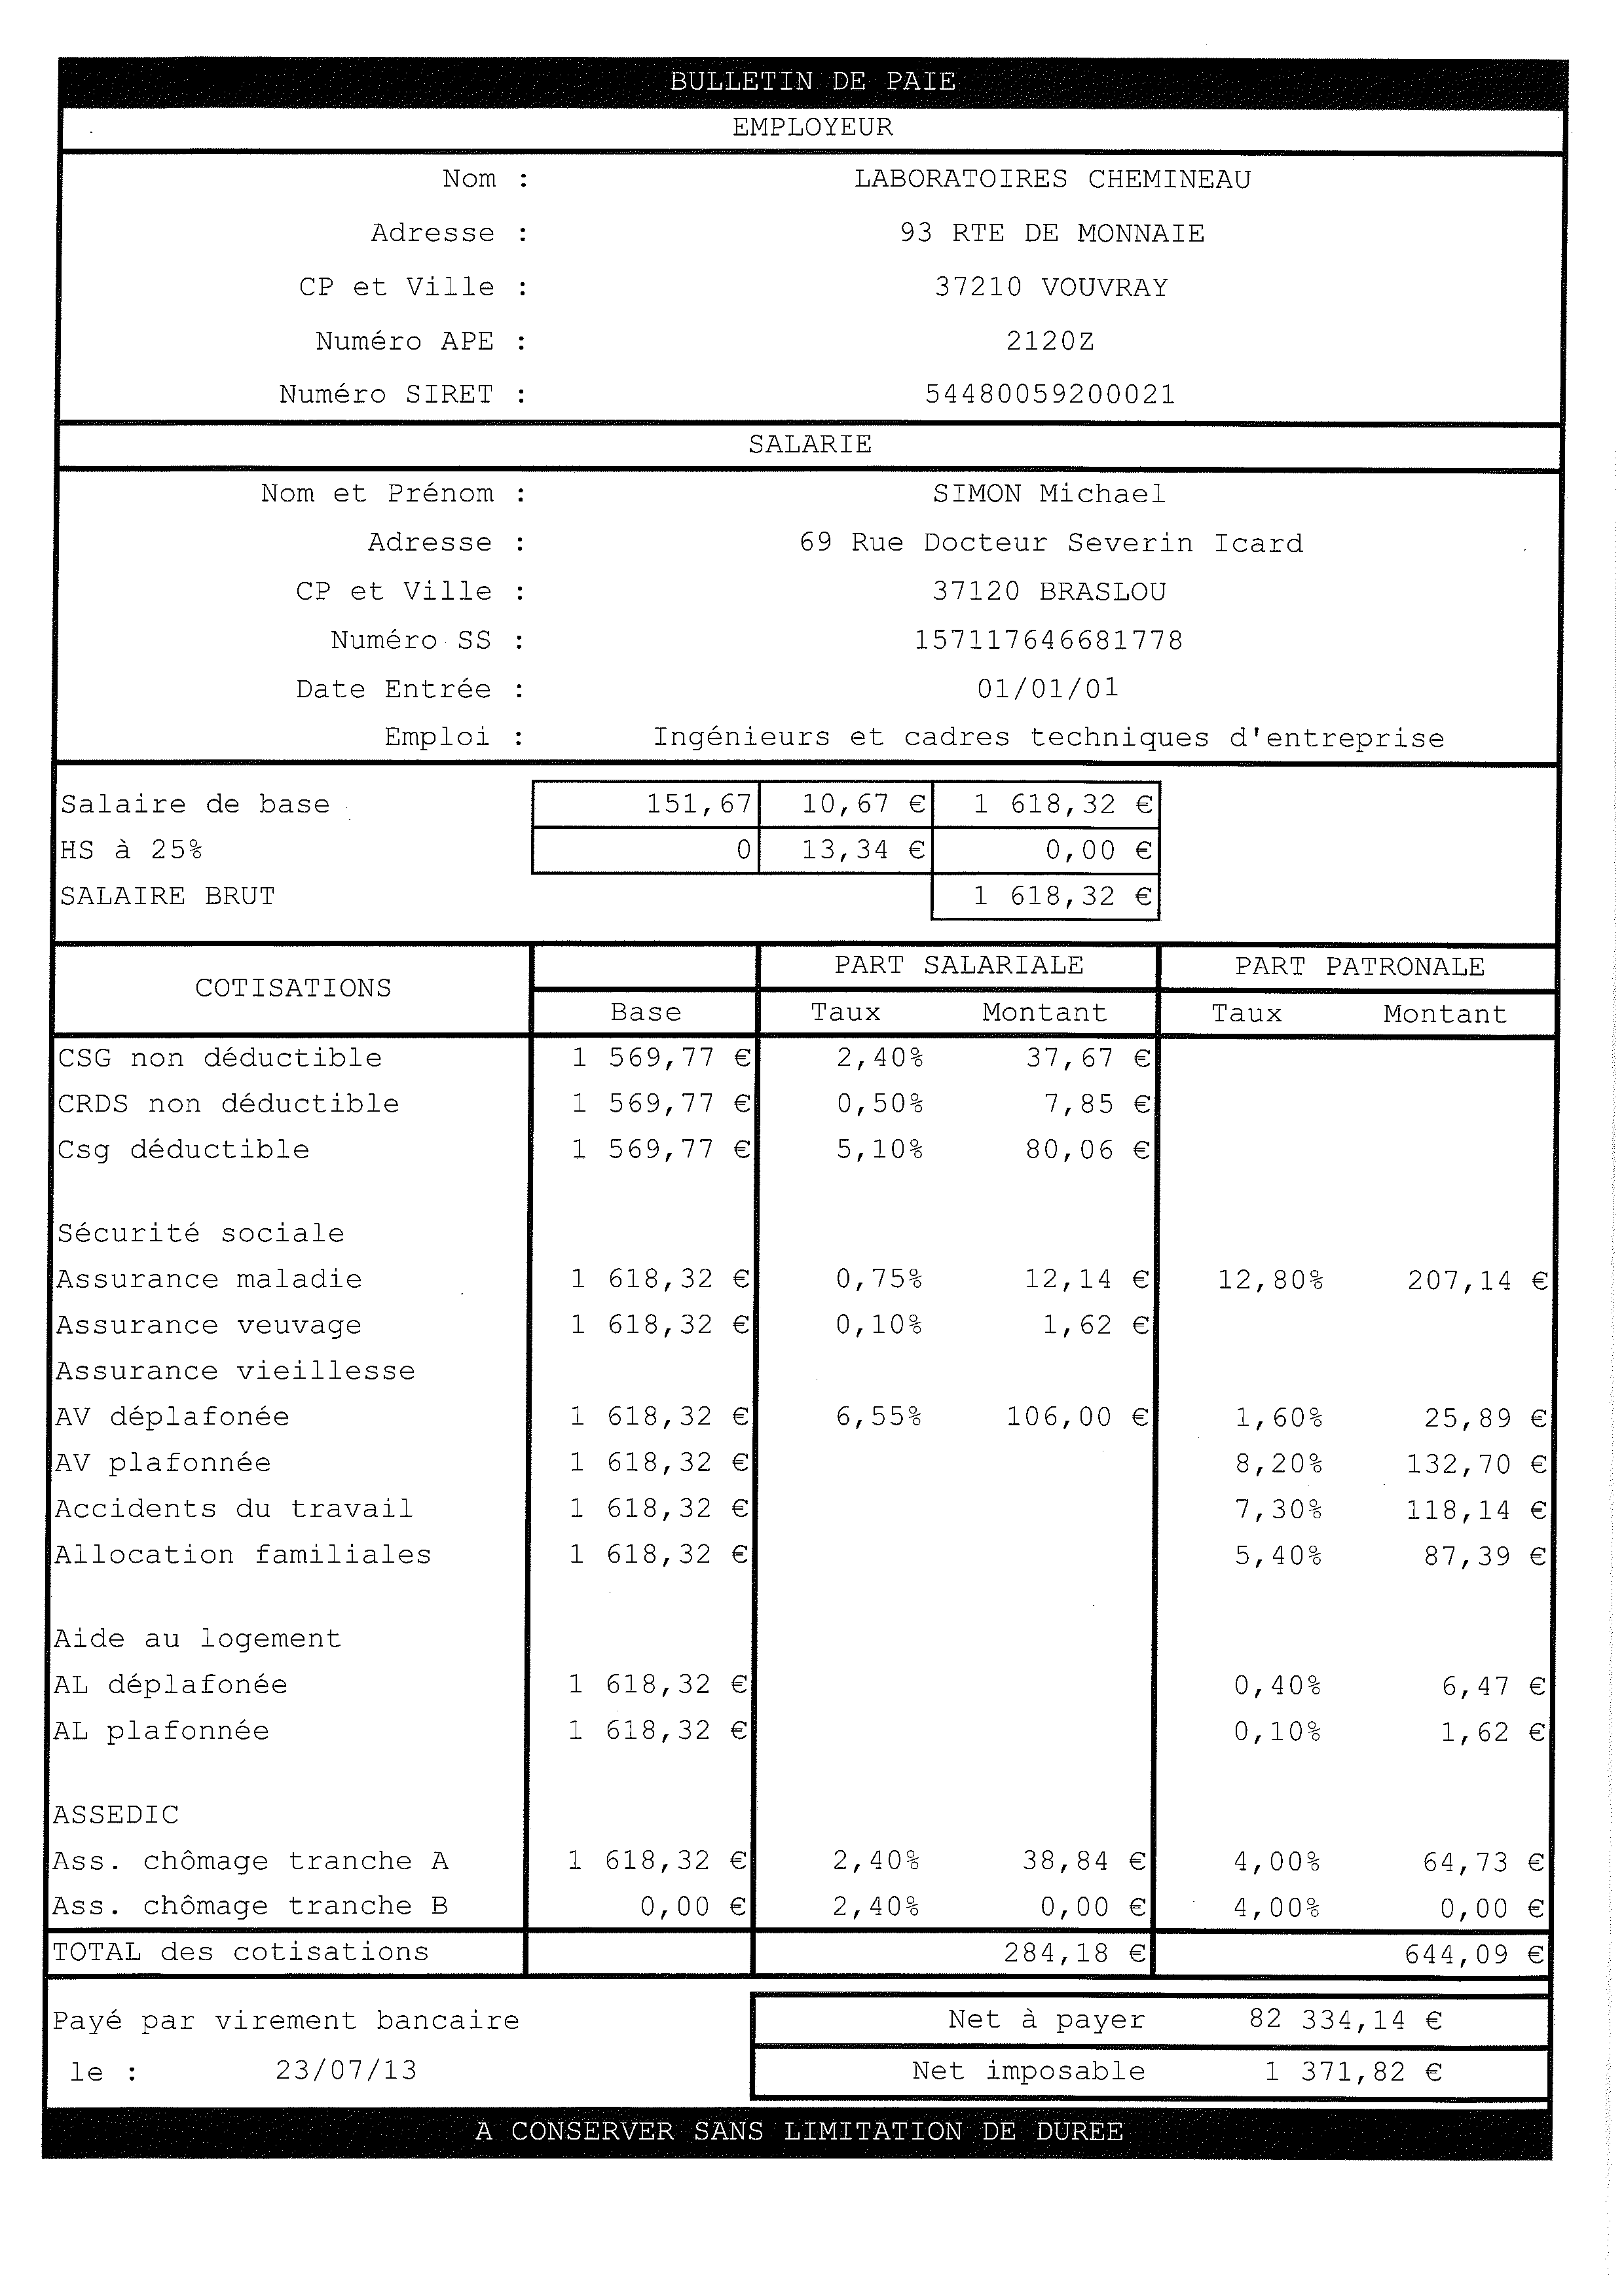 BULLETIN DE PAIE
EMPLOYEUR
Nom : LABORATOIRES CHEMINEAU
Adresse : 93 RTE DE MONNAIE
CP et Ville : 37210 VOUVRAY
Numéro APE : 2120Z
Numéro SIRET : 54480059200021
SALARIE
Nom et Prénom : SIMON Michael
Adresse : 69 Rue Docteur Severin Icard
CP et Ville : 37120 BRASLOU
Numéro SS : 157117646681778
Date Entrée : 01/01/01
Emploi : Ingénieurs et cadres techniques d'entreprise
Salaire de base 151,67 10,67 € 1 618,32 €
HS à 25% 0 13,34 € 0,00 €
SALAIRE BRUT 1 618,32 €
COTISATIONS PART SALARIALE PART PATRONALE
Base Taux Montant Taux Montant
CSG non déductible 1 569,77 € 2,40% 37,67 €
CRDS non déductible 1 569,77 € 0,50% 7,85 €
Csg déductible 1 569,77 € 5,10% 80,06 €
Sécurité sociale
Assurance maladie 1 618,32 € 0,75% 12,14 € 12,80% 207,14 €
Assurance veuvage 1 618,32 € 0,10% 1,62 €
Assurance vieillesse
AV déplafonée 1 618,32 € 6,55% 106,00 € 1,60% 25,89 €
AV plafonnée 1 618,32 € 8,20% 132,70 €
Accidents du travail 1 618,32 € 7,30% 118,14 €
Allocation familiales 1 618,32 € 5,40% 87,39 €
Aide au logement
AL déplafonée 1 618,32 € 0,40% 6,47 €
AL plafonnée 1 618,32 € 0,10% 1,62 €
ASSEDIC
Ass. chômage tranche A 1 618,32 € 2,40% 38,84 € 4,00% 64,73 €
Ass. chômage tranche B 0,00 € 2,40% 0,00 € 4,00% 0,00 €
TOTAL des cotisations 284,18 € 644,09 €
Payé par virement bancaire Net à payer 82 334,14 €
le : 23/07/13 Net imposable 1 371,82 €
A CONSERVER SANS LIMITATION DE DUREE